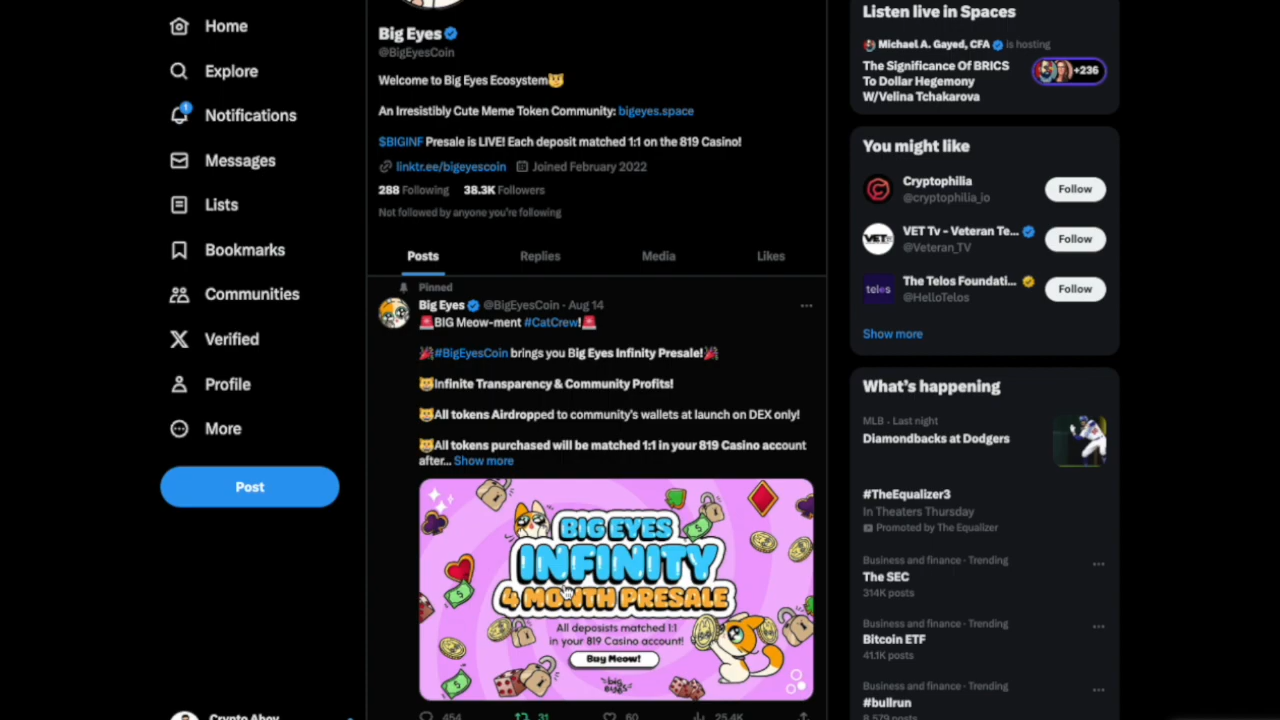 Home
Explore
Notifications
Messages
Lists
Bookmarks
Communities
Verified
Profile
More
Post
Big Eyes
@BigEyesCoin
Welcome to Big Eyes Ecosystem😺
An Irresistibly Cute Meme Token Community: bigeyes.space
$BIGINF Presale is LIVE! Each deposit matched 1:1 on the 819 Casino!
linktr.ee/bigeyescoin Joined February 2022
288 Following 38.3K Followers
Not followed by anyone you're following
Posts Replies Media Likes
Pinned
Big Eyes @BigEyesCoin · Aug 14
🚨BIG Meow-ment #CatCrew!🚨
🎉#BigEyesCoin brings you Big Eyes Infinity Presale!🎉
😺Infinite Transparency & Community Profits!
😺All tokens Airdropped to community's wallets at launch on DEX only!
😺All tokens purchased will be matched 1:1 in your 819 Casino account
after... Show more
BIG EYES
INFINITY
4 MONTH PRESALE
All deposists matched 1:1
in your 819 Casino account!
Buy Meow!
big
eyes
454 31 60 25.4K
Listen live in Spaces
Michael A. Gayed, CFA is hosting
The Significance Of BRICS
To Dollar Hegemony
W/Velina Tchakarova
+236
You might like
Cryptophilia
@cryptophilia_io
Follow
VET Tv - Veteran Te...
@Veteran_TV
Follow
The Telos Foundati...
@HelloTelos
Follow
telos
Show more
What's happening
MLB · Last night
Diamondbacks at Dodgers
#TheEqualizer3
In Theaters Thursday
Promoted by The Equalizer
Business and finance · Trending
The SEC
314K posts
Business and finance · Trending
Bitcoin ETF
41.1K posts
Business and finance · Trending
#bullrun
8,579 posts
Crypto Ahoy